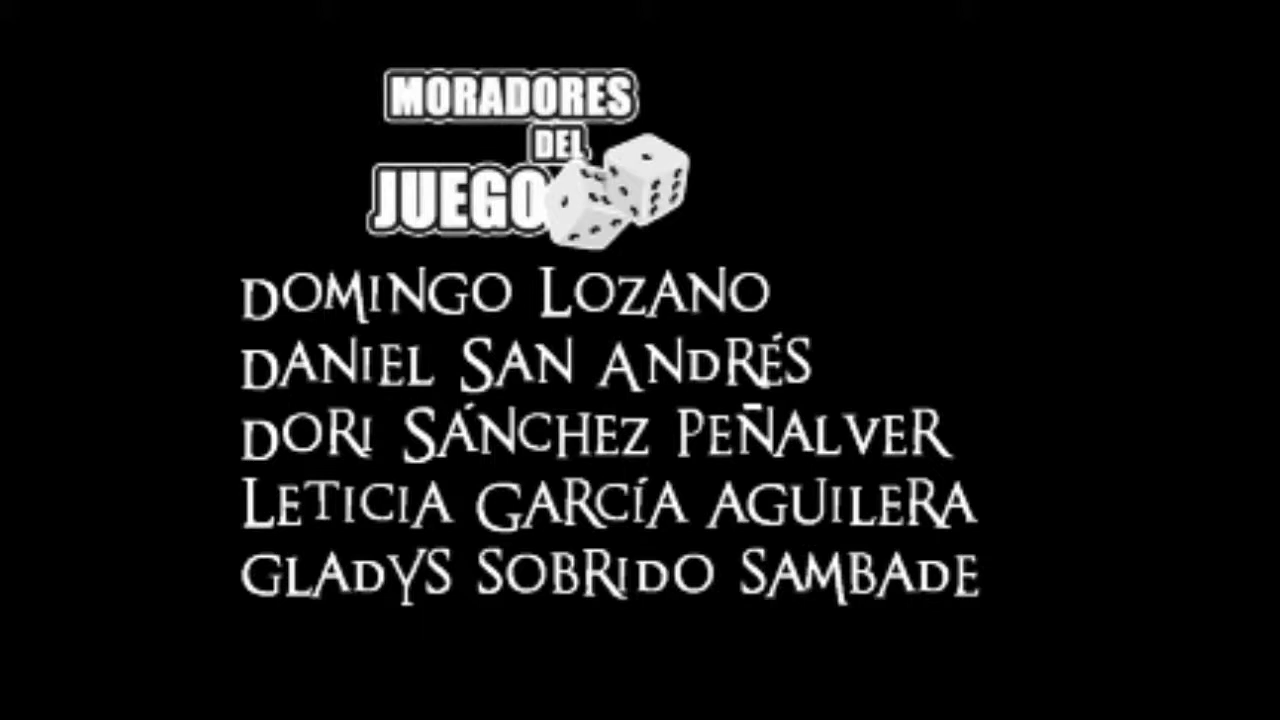 MORADORES
DEL
JUEGO
DOMINGO LOZANO
DANIEL SAN ANDRÉS
DORI SÁNCHEZ PEÑALVER
LETICIA GARCÍA AGUILERA
GLADYS SOBRIDO SAMBADE